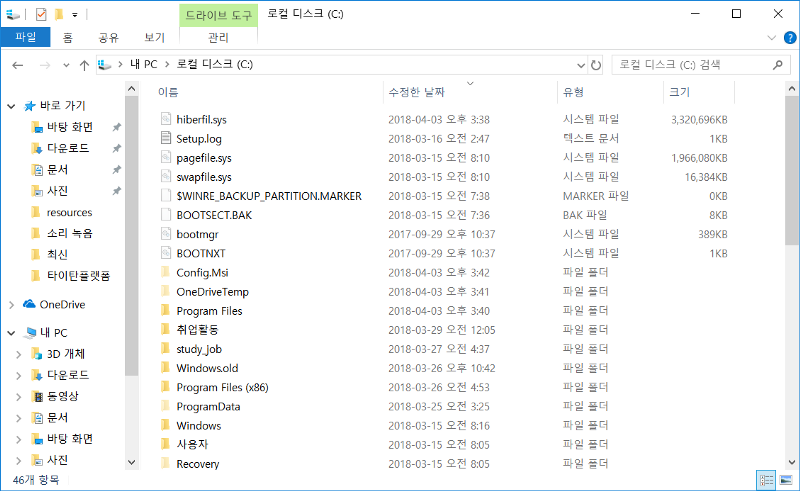 드라이브 도구 로컬 디스크 (C:)
파일 홈 공유 보기 관리
내 PC 로컬 디스크 (C:) 로컬 디스크 (C:) 검색
이름 수정한 날짜 유형 크기
바로 가기
바탕 화면
다운로드
문서
사진
resources
소리 녹음
최신
타이탄플랫폼
OneDrive
내 PC
3D 개체
다운로드
동영상
문서
바탕 화면
사진
hiberfil.sys 2018-04-03 오후 3:38 시스템 파일 3,320,696KB
Setup.log 2018-03-16 오전 2:47 텍스트 문서 1KB
pagefile.sys 2018-03-15 오후 8:10 시스템 파일 1,966,080KB
swapfile.sys 2018-03-15 오후 8:10 시스템 파일 16,384KB
$WINRE_BACKUP_PARTITION.MARKER 2018-03-15 오전 7:38 MARKER 파일 0KB
BOOTSECT.BAK 2018-03-15 오전 7:36 BAK 파일 8KB
bootmgr 2017-09-29 오후 10:37 시스템 파일 389KB
BOOTNXT 2017-09-29 오후 10:37 시스템 파일 1KB
Config.Msi 2018-04-03 오후 3:42 파일 폴더
OneDriveTemp 2018-04-03 오후 3:41 파일 폴더
Program Files 2018-04-03 오후 3:40 파일 폴더
취업활동 2018-03-29 오전 12:05 파일 폴더
study_Job 2018-03-27 오전 4:37 파일 폴더
Windows.old 2018-03-26 오후 10:42 파일 폴더
Program Files (x86) 2018-03-26 오후 4:53 파일 폴더
ProgramData 2018-03-25 오전 3:25 파일 폴더
Windows 2018-03-15 오전 8:16 파일 폴더
사용자 2018-03-15 오전 8:05 파일 폴더
Recovery 2018-03-15 오전 8:05 파일 폴더
46개 항목